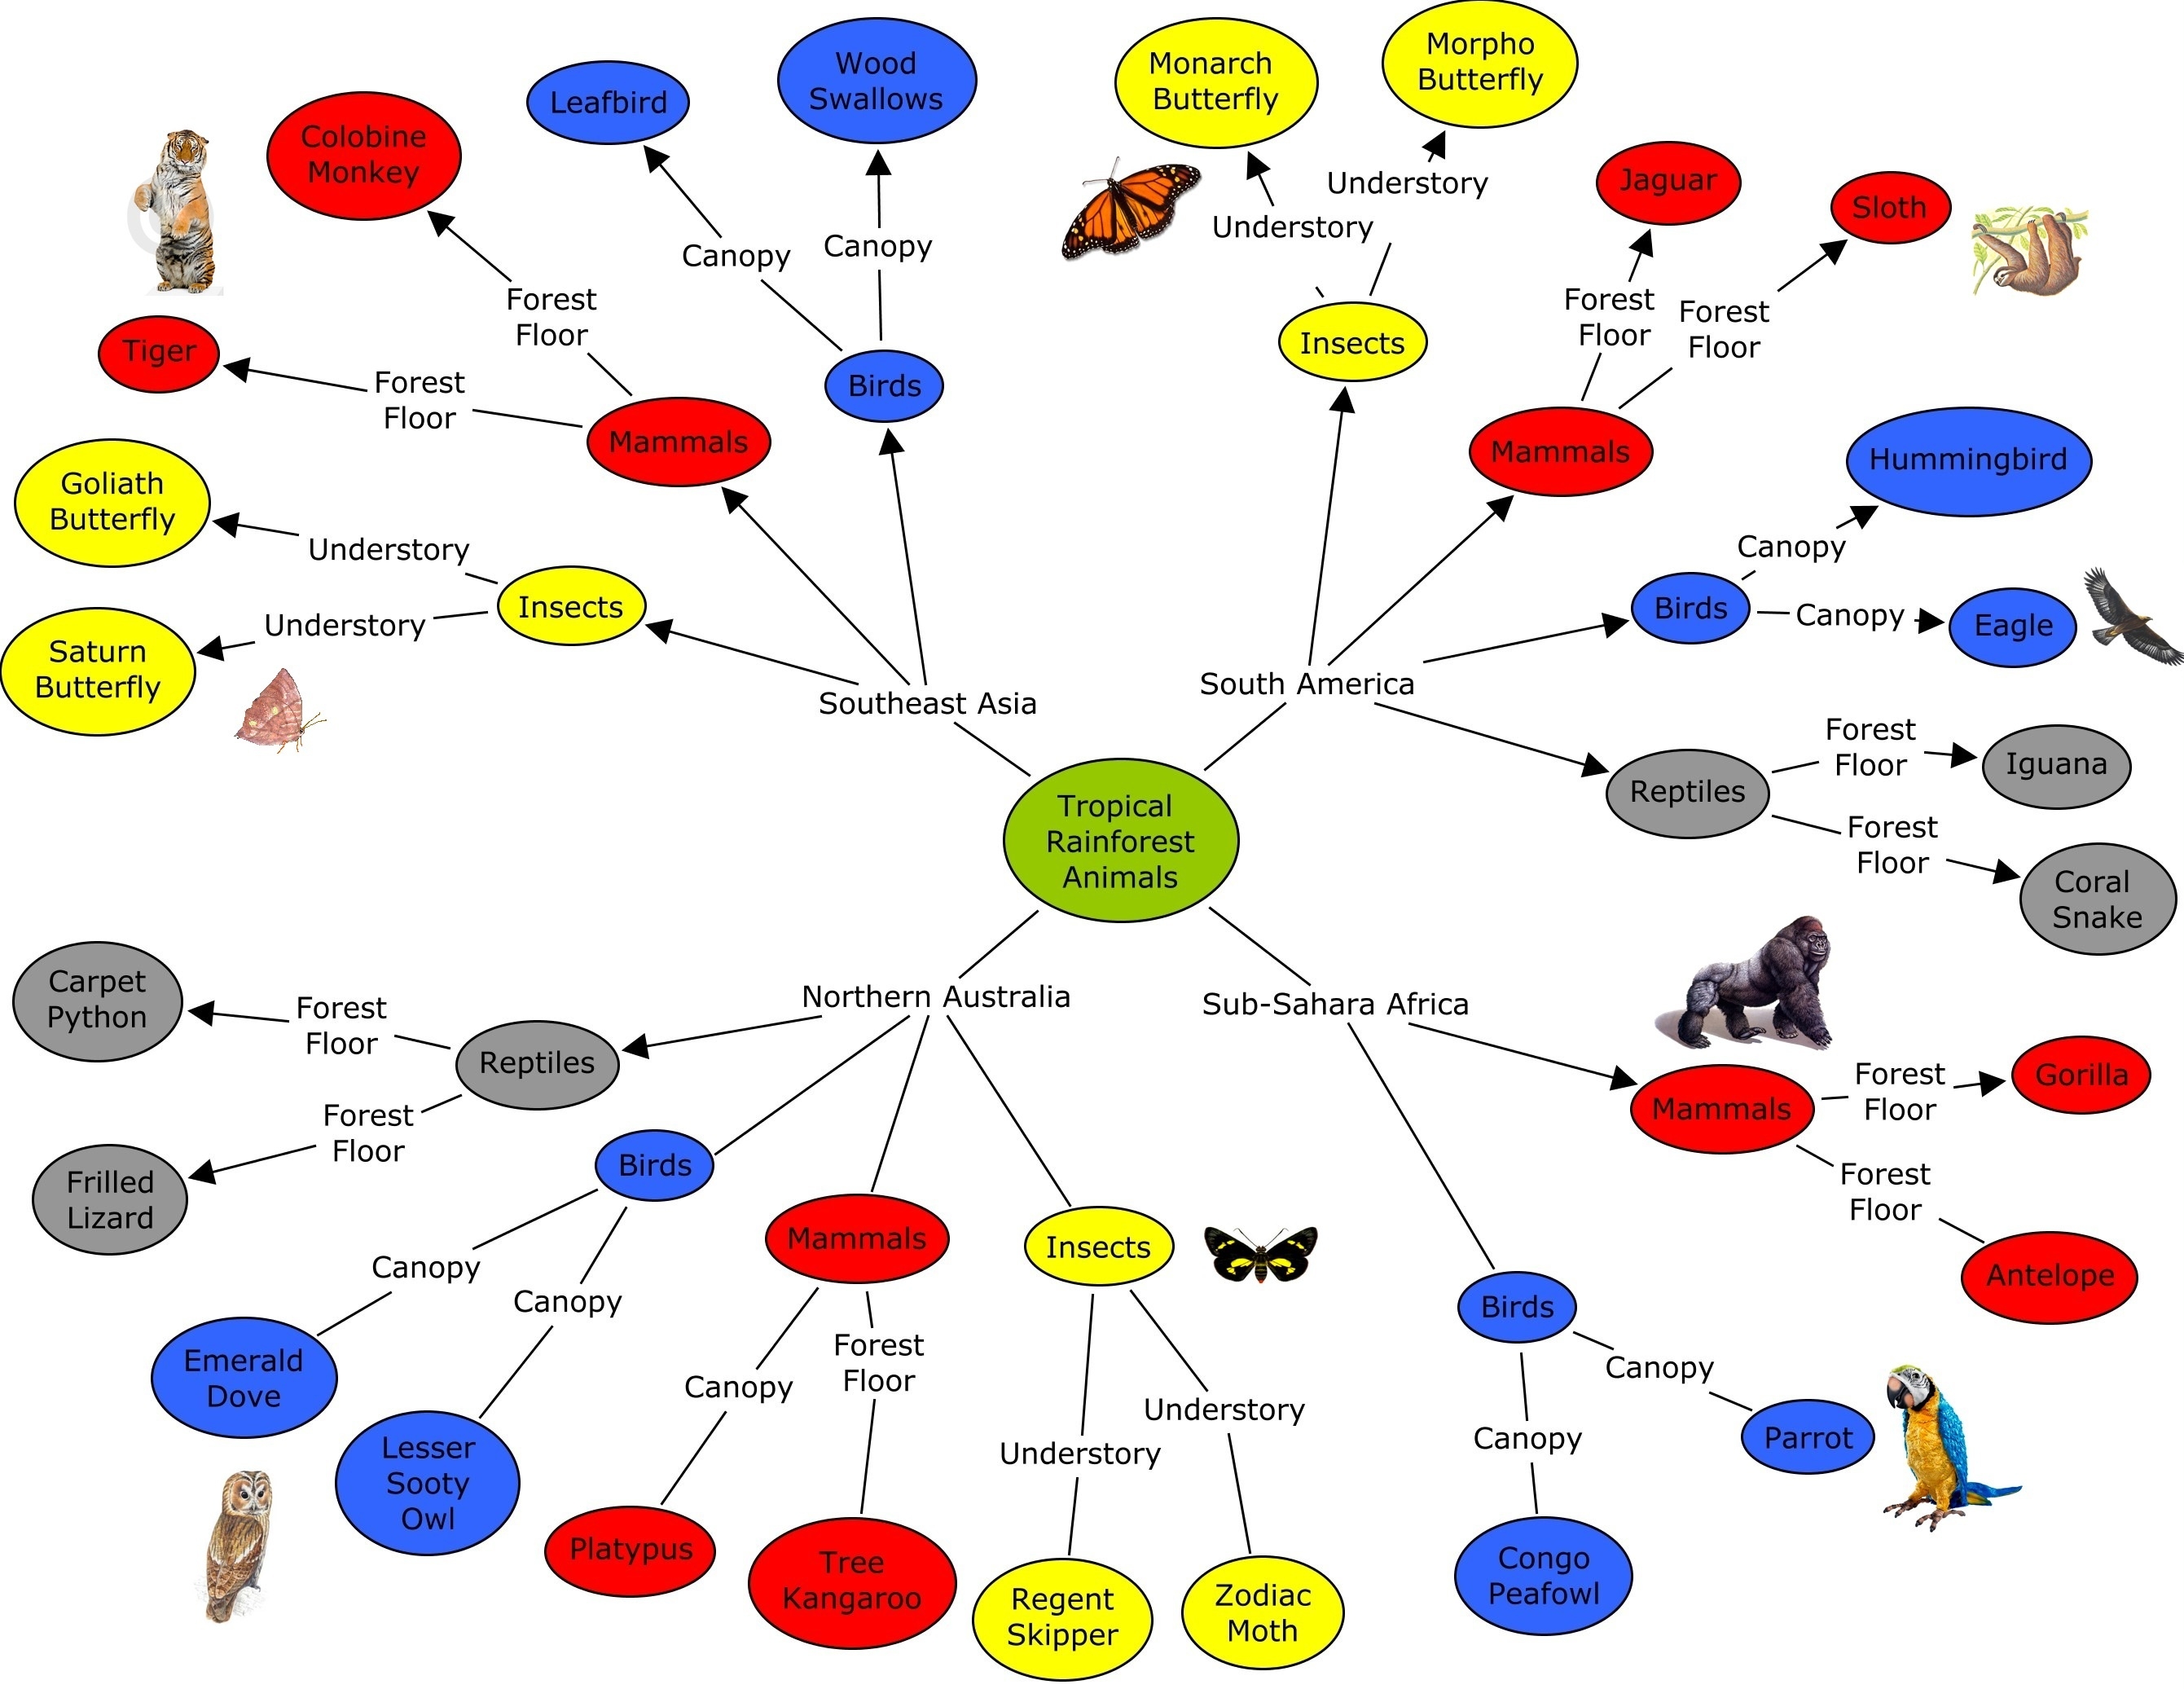 Wood
Swallows
Leafbird
Colobine
Monkey
Canopy
Canopy
Forest
Floor
Tiger
Forest
Floor
Birds
Mammals
Goliath
Butterfly
Understory
Insects
Understory
Saturn
Butterfly
Southeast Asia
Monarch
Butterfly
Morpho
Butterfly
Understory
Understory
Insects
Jaguar
Sloth
Forest
Floor
Forest
Floor
Mammals
Hummingbird
Canopy
Birds
Canopy
Eagle
South America
Forest
Floor
Iguana
Reptiles
Forest
Floor
Coral
Snake
Tropical
Rainforest
Animals
Northern Australia
Carpet
Python
Forest
Floor
Reptiles
Forest
Floor
Frilled
Lizard
Birds
Canopy
Canopy
Emerald
Dove
Lesser
Sooty
Owl
Mammals
Canopy
Forest
Floor
Platypus
Tree
Kangaroo
Insects
Understory
Understory
Regent
Skipper
Zodiac
Moth
Sub-Sahara Africa
Mammals
Forest
Floor
Gorilla
Forest
Floor
Antelope
Birds
Canopy
Parrot
Canopy
Congo
Peafowl